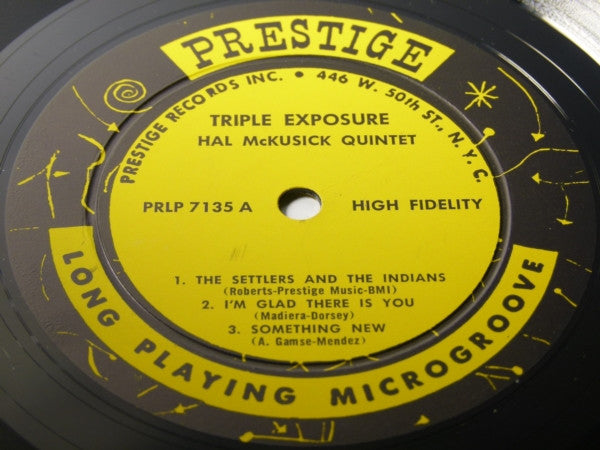 PRESTIGE
PRESTIGE RECORDS INC. • 446 W. 50th ST., N. Y. C.
TRIPLE EXPOSURE
HAL McKUSICK QUINTET
PRLP 7135 A
HIGH FIDELITY
1. THE SETTLERS AND THE INDIANS
(Roberts-Prestige Music-BMI)
2. I'M GLAD THERE IS YOU
(Madiera-Dorsey)
3. SOMETHING NEW
(A. Gamse-Mendez)
LONG PLAYING MICROGROOVE